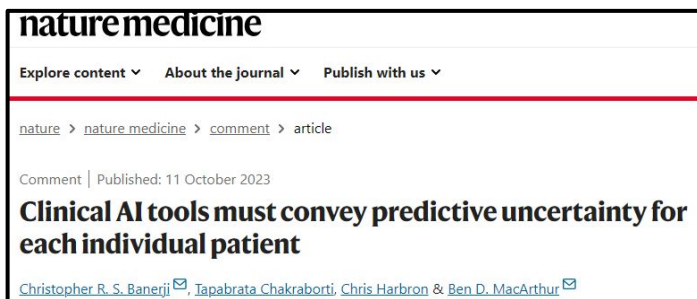 nature medicine
Explore content About the journal Publish with us
nature > nature medicine > comment > article
Comment | Published: 11 October 2023
Clinical AI tools must convey predictive uncertainty for
each individual patient
Christopher R. S. Banerji, Tapabrata Chakraborti, Chris Harbron & Ben D. MacArthur